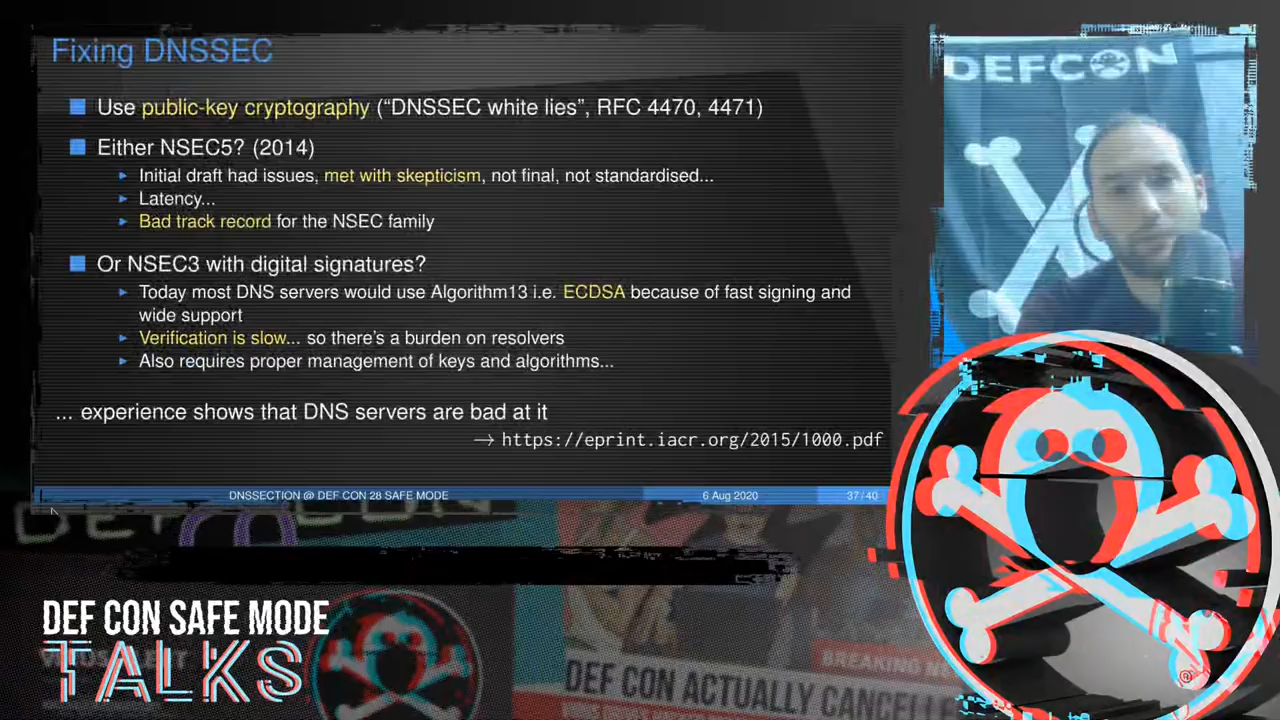 Fixing DNSSEC
Use public-key cryptography (“DNSSEC white lies”, RFC 4470, 4471)
Either NSEC5? (2014)
Initial draft had issues, met with skepticism, not final, not standardised...
Latency...
Bad track record for the NSEC family
Or NSEC3 with digital signatures?
Today most DNS servers would use Algorithm13 i.e. ECDSA because of fast signing and
wide support
Verification is slow... so there’s a burden on resolvers
Also requires proper management of keys and algorithms...
... experience shows that DNS servers are bad at it
→ https://eprint.iacr.org/2015/1000.pdf
DNSSECTION @ DEF CON 28 SAFE MODE
6 Aug 2020
37 / 40
DEFCON
DEF CON
DEF CON SAFE MODE
TALKS
BREAKING NE
DEF CON ACTUALLY CANCELLE
®